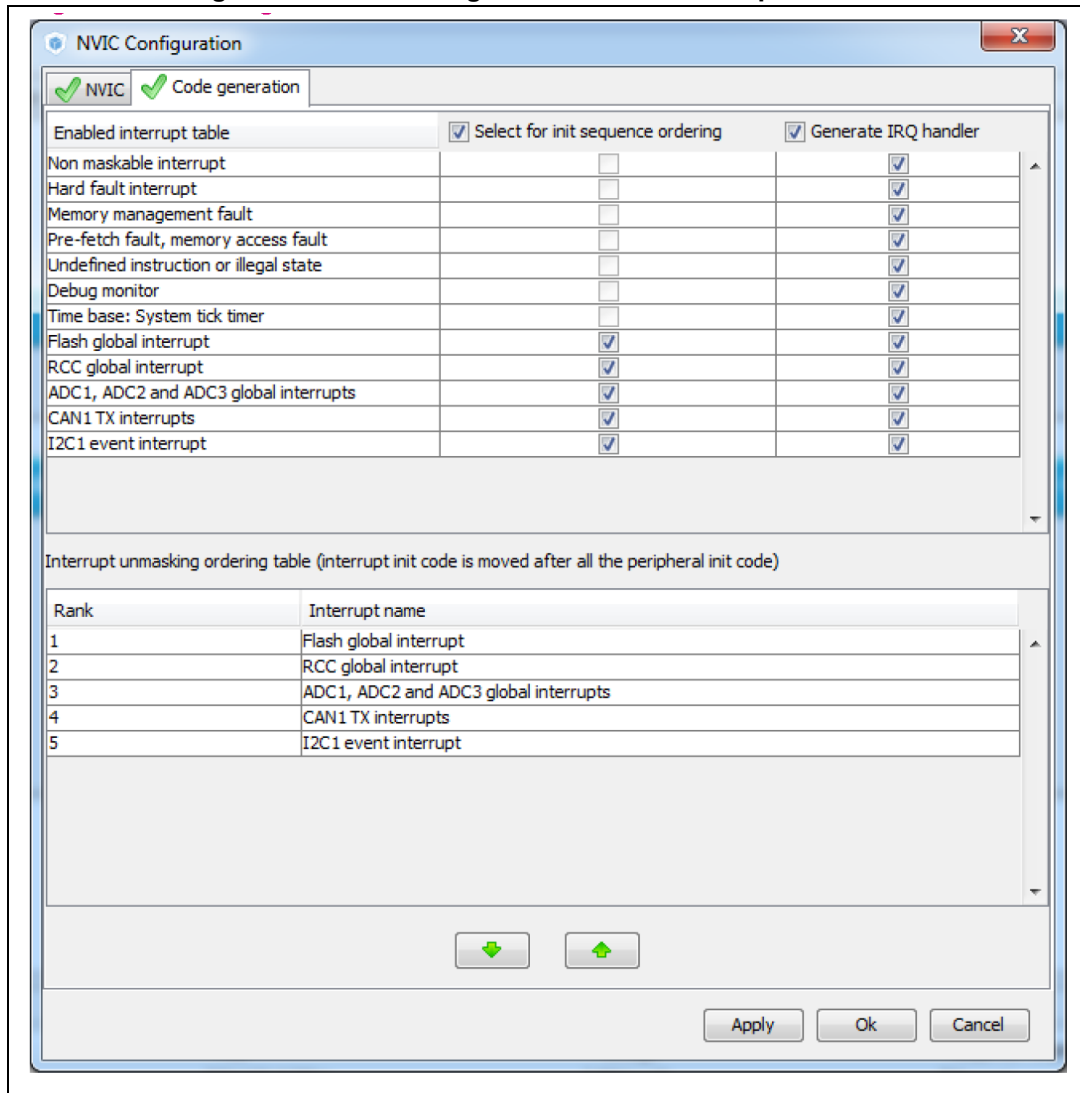 NVIC Configuration
NVIC Code generation
Enabled interrupt table Select for init sequence ordering Generate IRQ handler
Non maskable interrupt
Hard fault interrupt
Memory management fault
Pre-fetch fault, memory access fault
Undefined instruction or illegal state
Debug monitor
Time base: System tick timer
Flash global interrupt
RCC global interrupt
ADC1, ADC2 and ADC3 global interrupts
CAN1 TX interrupts
I2C1 event interrupt
Interrupt unmasking ordering table (interrupt init code is moved after all the peripheral init code)
Rank Interrupt name
1 Flash global interrupt
2 RCC global interrupt
3 ADC1, ADC2 and ADC3 global interrupts
4 CAN1 TX interrupts
5 I2C1 event interrupt
Apply Ok Cancel